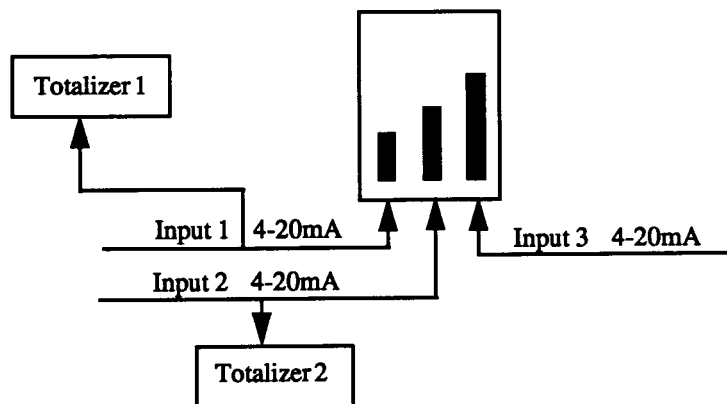 Totalizer 1
Input 1 4-20mA
Input 3 4-20mA
Input 2 4-20mA
Totalizer 2